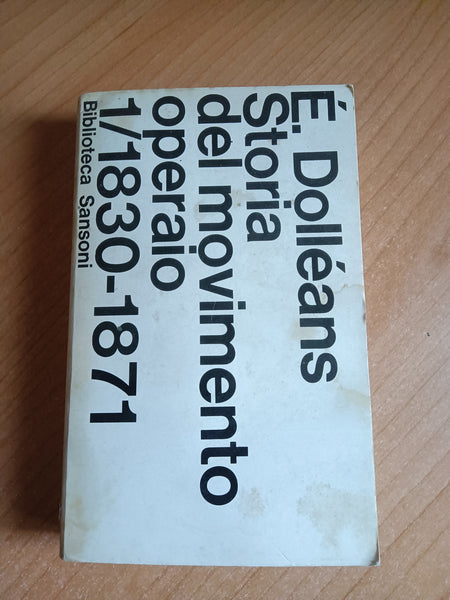 É. Dolléans
Storia
del movimento
operaio
1/1830-1871
Biblioteca Sansoni